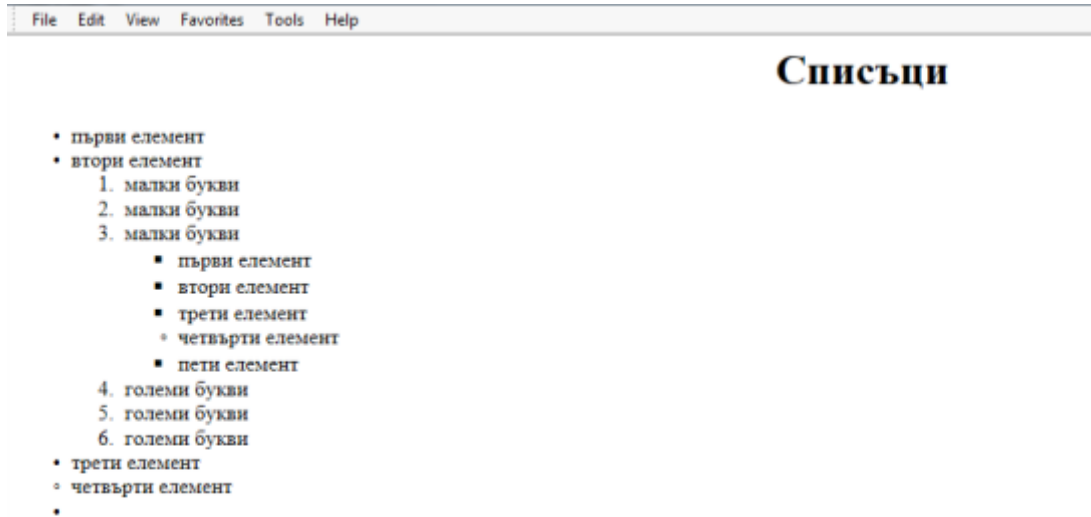 File Edit View Favorites Tools Help
Списъци
• първи елемент
• втори елемент
1. малки букви
2. малки букви
3. малки букви
▪ първи елемент
▪ втори елемент
▪ трети елемент
◦ четвърти елемент
▪ пети елемент
4. големи букви
5. големи букви
6. големи букви
• трети елемент
◦ четвърти елемент
•